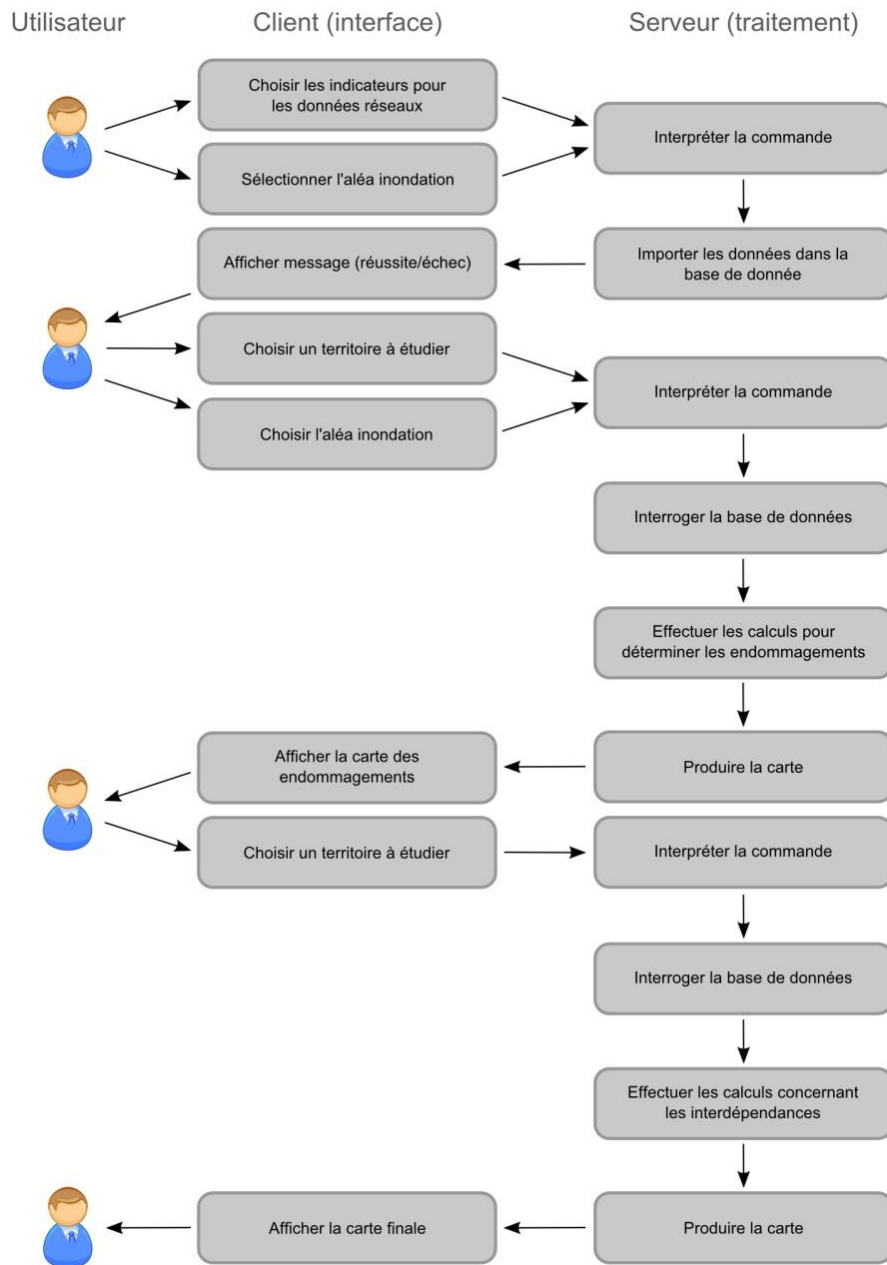 Utilisateur
Client (interface)
Serveur (traitement)
Choisir les indicateurs pour
les données réseaux
Sélectionner l'aléa inondation
Interpréter la commande
Afficher message (réussite/échec)
Importer les données dans la
base de donnée
Choisir un territoire à étudier
Choisir l'aléa inondation
Interpréter la commande
Interroger la base de données
Effectuer les calculs pour
déterminer les endommagements
Afficher la carte des
endommagements
Produire la carte
Choisir un territoire à étudier
Interpréter la commande
Interroger la base de données
Effectuer les calculs concernant
les interdépendances
Afficher la carte finale
Produire la carte